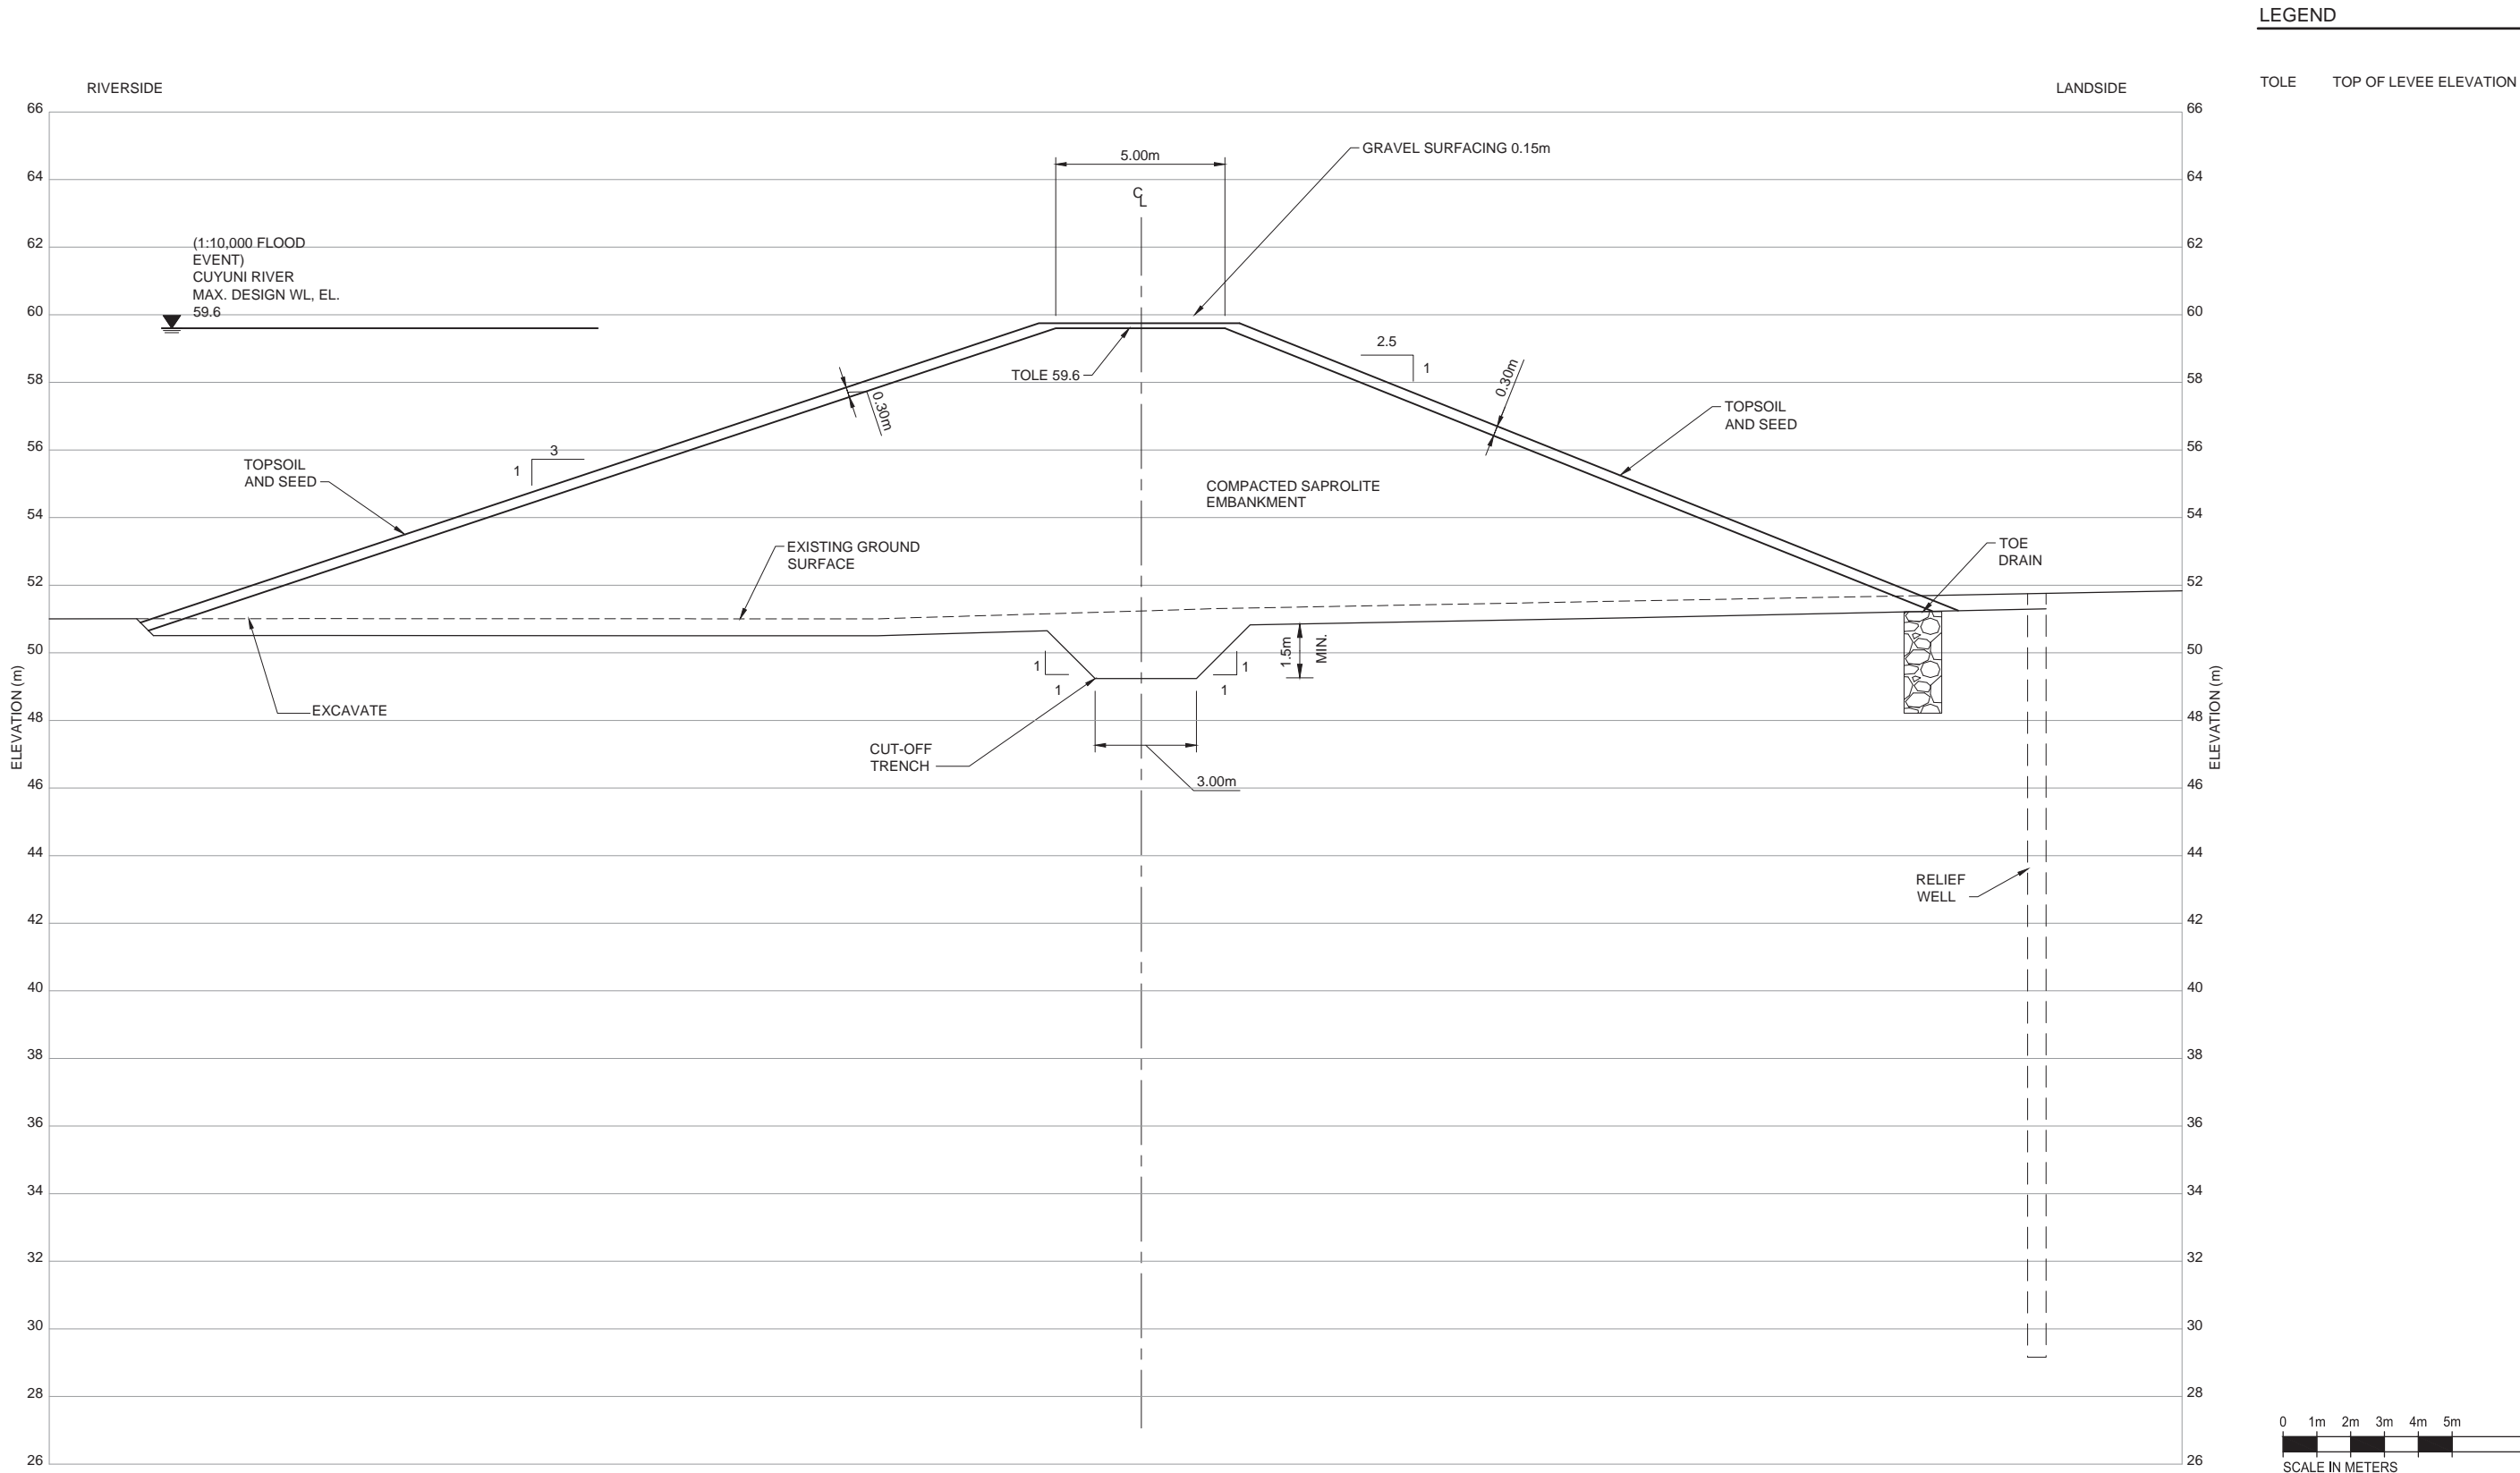 LEGEND
TOLE TOP OF LEVEE ELEVATION
RIVERSIDE
LANDSIDE
66
66
5.00m
GRAVEL SURFACING 0.15m
64
64
CL
62
62
(1:10,000 FLOOD
EVENT)
CUYUNI RIVER
MAX. DESIGN WL, EL.
59.6
60
60
2.5
1
TOLE 59.6
0.30m
0.30m
58
58
TOPSOIL
AND SEED
56
56
3
1
TOPSOIL
AND SEED
COMPACTED SAPROLITE
EMBANKMENT
54
54
EXISTING GROUND
SURFACE
TOE
DRAIN
52
52
1.5m
MIN.
50
50
1
1
1
1
ELEVATION (m)
ELEVATION (m)
EXCAVATE
48
48
CUT-OFF
TRENCH
3.00m
46
46
44
44
RELIEF
WELL
42
42
40
40
38
38
36
36
34
34
32
32
30
30
28
28
26
26
0 1m 2m 3m 4m 5m
SCALE IN METERS